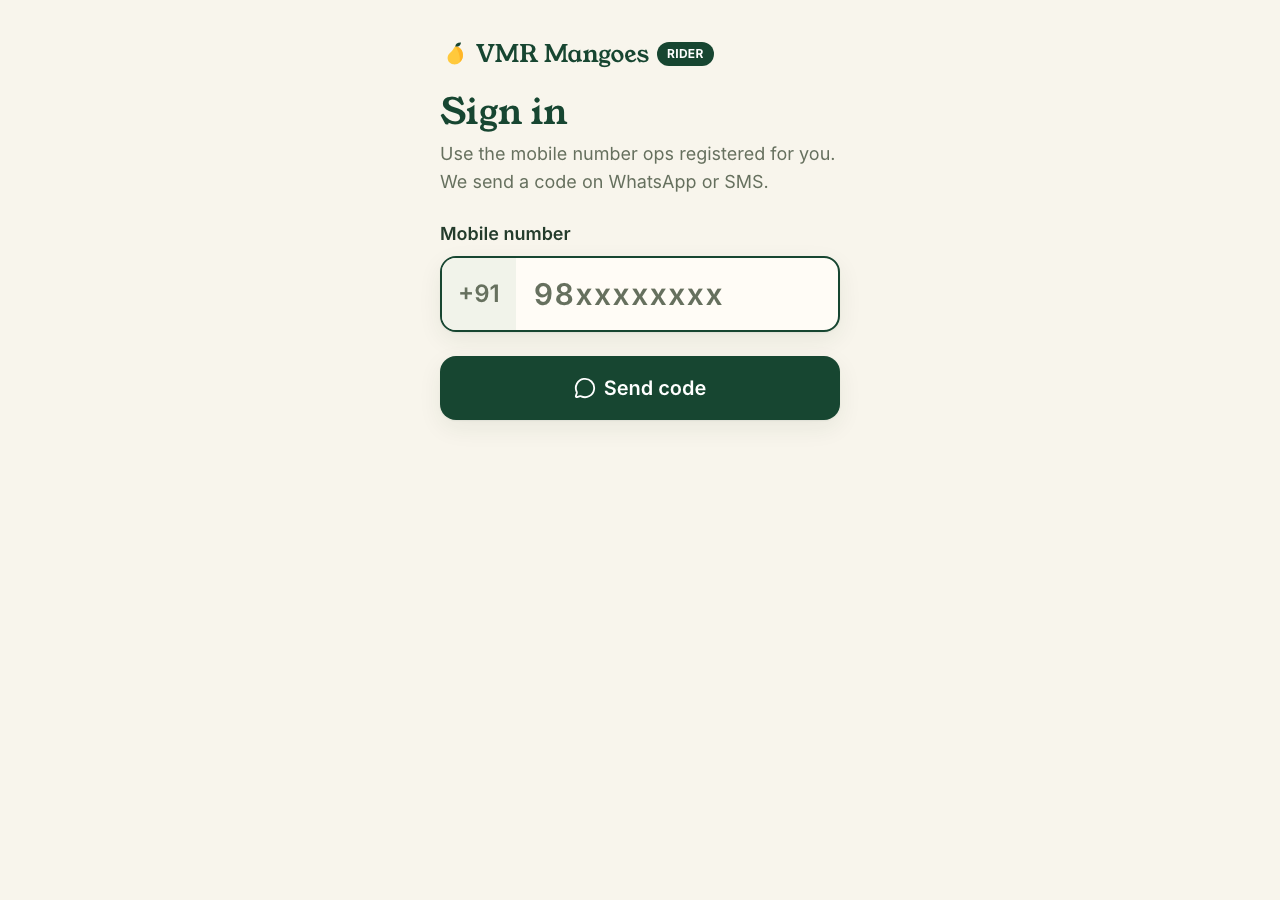 VMR Mangoes RIDER
Sign in
Use the mobile number ops registered for you.
We send a code on WhatsApp or SMS.
Mobile number
+91 98xxxxxxxx
Send code